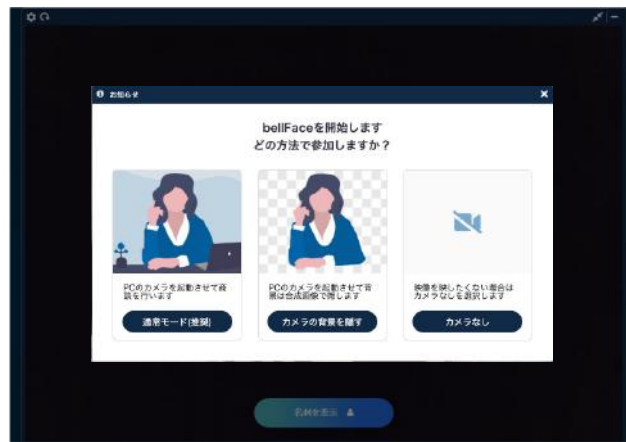 お知らせ
bellFaceを開始します
どの方法で参加しますか？
PCのカメラを起動させて商
談を行います
通常モード(推奨)
PCのカメラを起動させて背
景は合成画像で隠します
カメラの背景を隠す
映像を映したくない場合は
カメラなしを選択します
カメラなし
名刺を表示